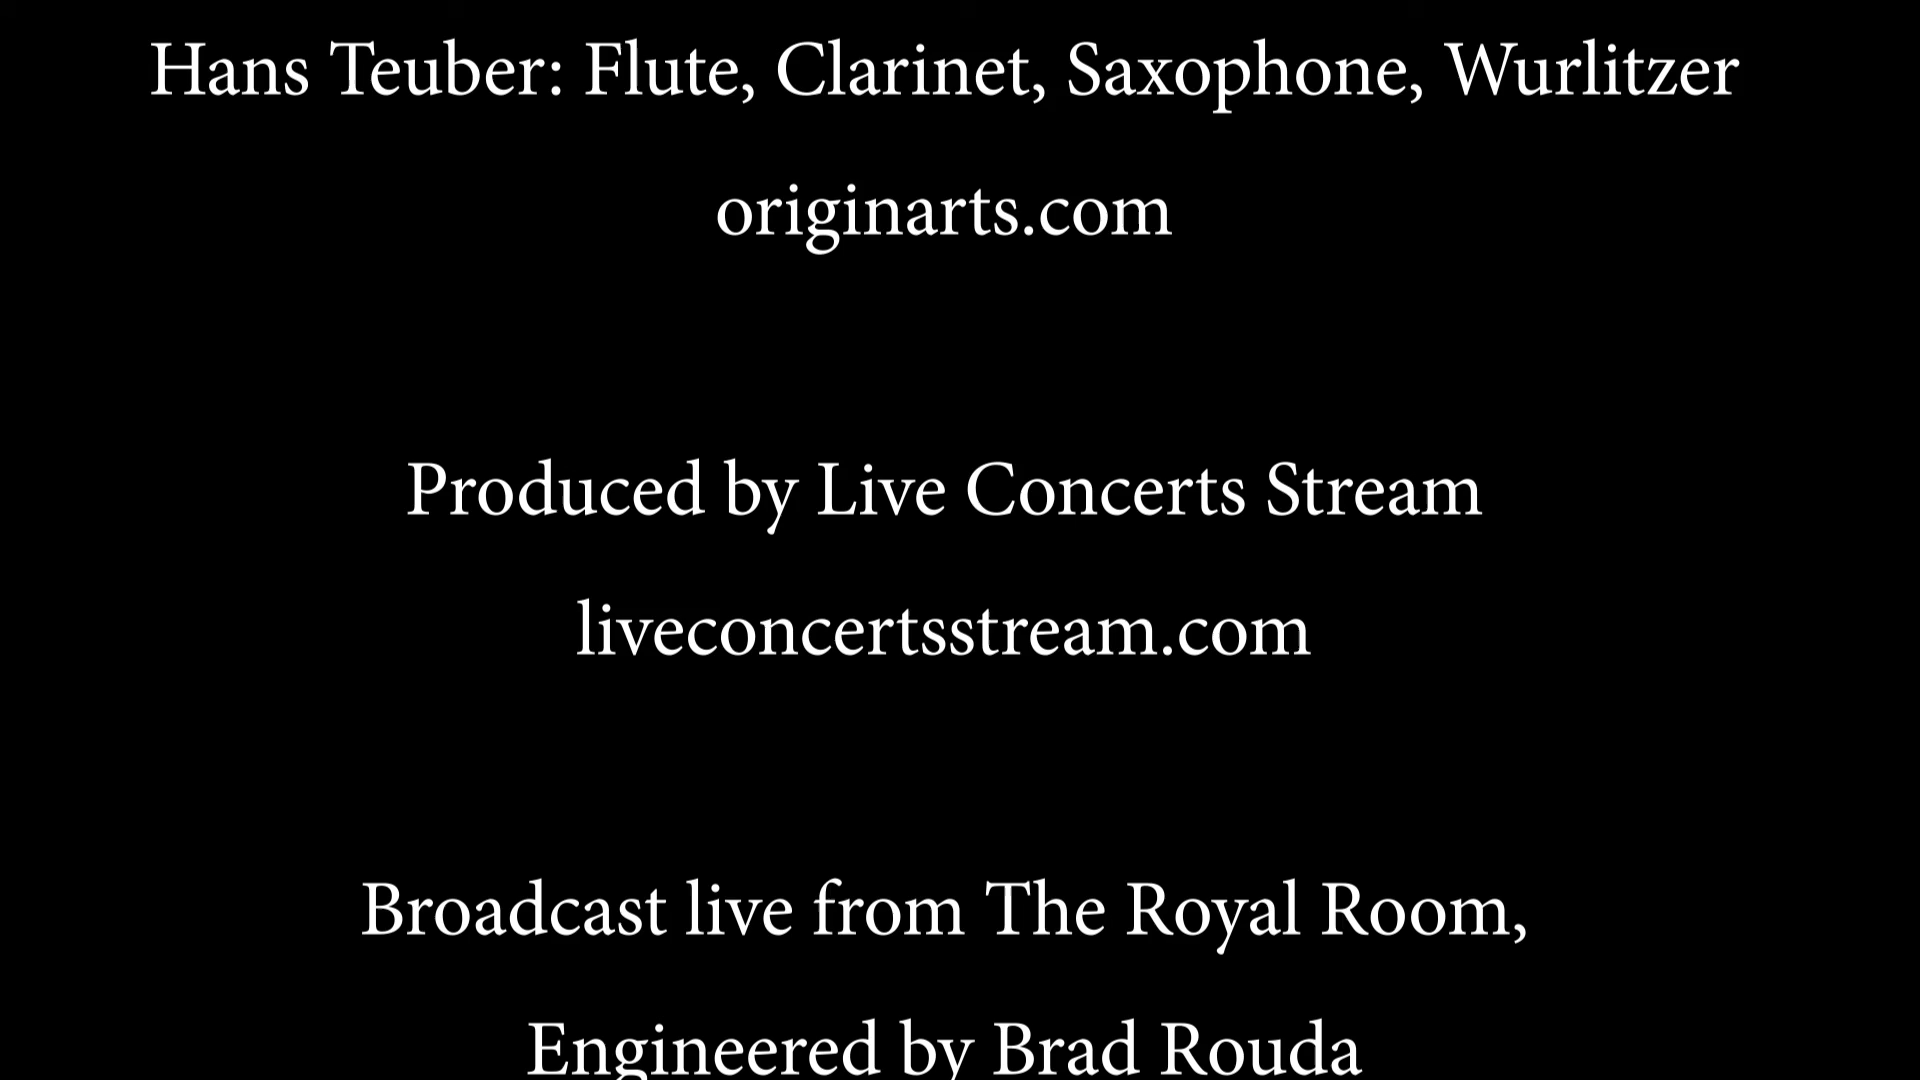 Hans Teuber: Flute, Clarinet, Saxophone, Wurlitzer
originarts.com
Produced by Live Concerts Stream
liveconcertsstream.com
Broadcast live from The Royal Room,
Engineered by Brad Rouda